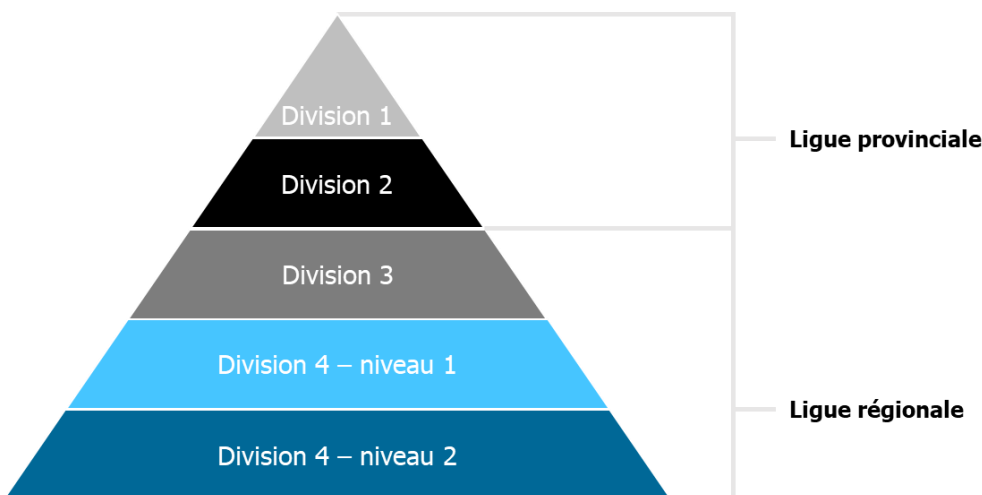 Division 1
Ligue provinciale
Division 2
Division 3
Division 4 – niveau 1
Ligue régionale
Division 4 – niveau 2